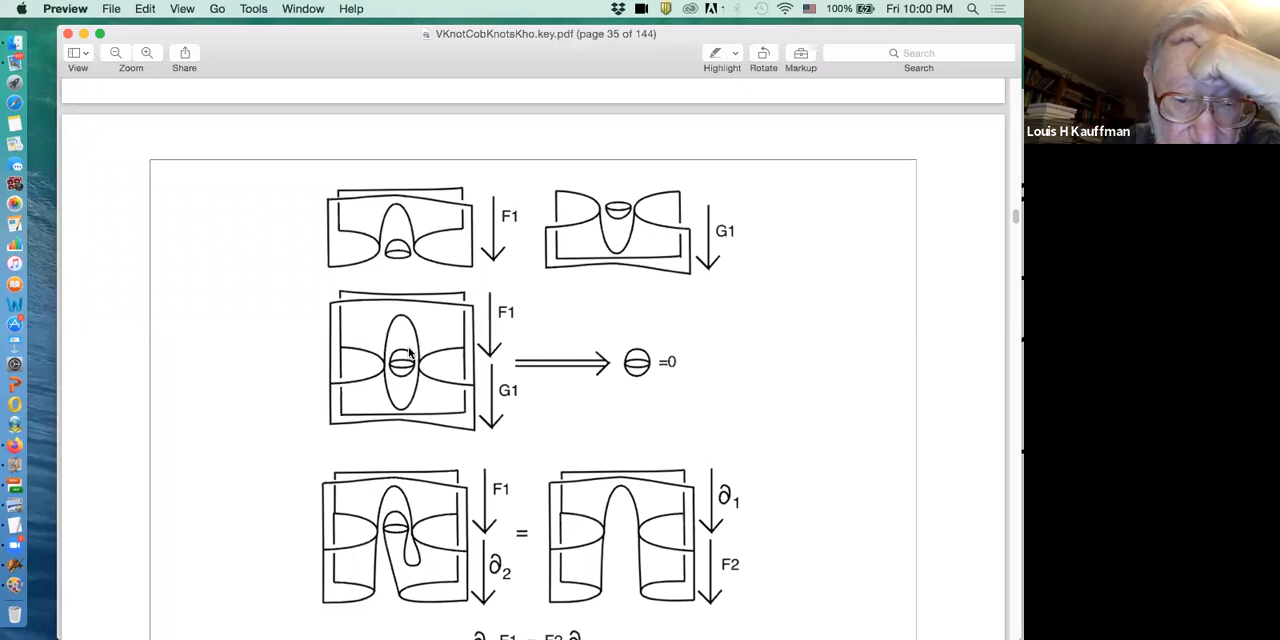 Preview File Edit View Go Tools Window Help 100% Fri 10:00 PM
VKnotCobKnotsKho.key.pdf (page 35 of 144)
View Zoom Share Highlight Rotate Markup Search
Search
Louis H Kauffman
F1
G1
F1
=0
G1
F1
∂1
=
∂2
F2